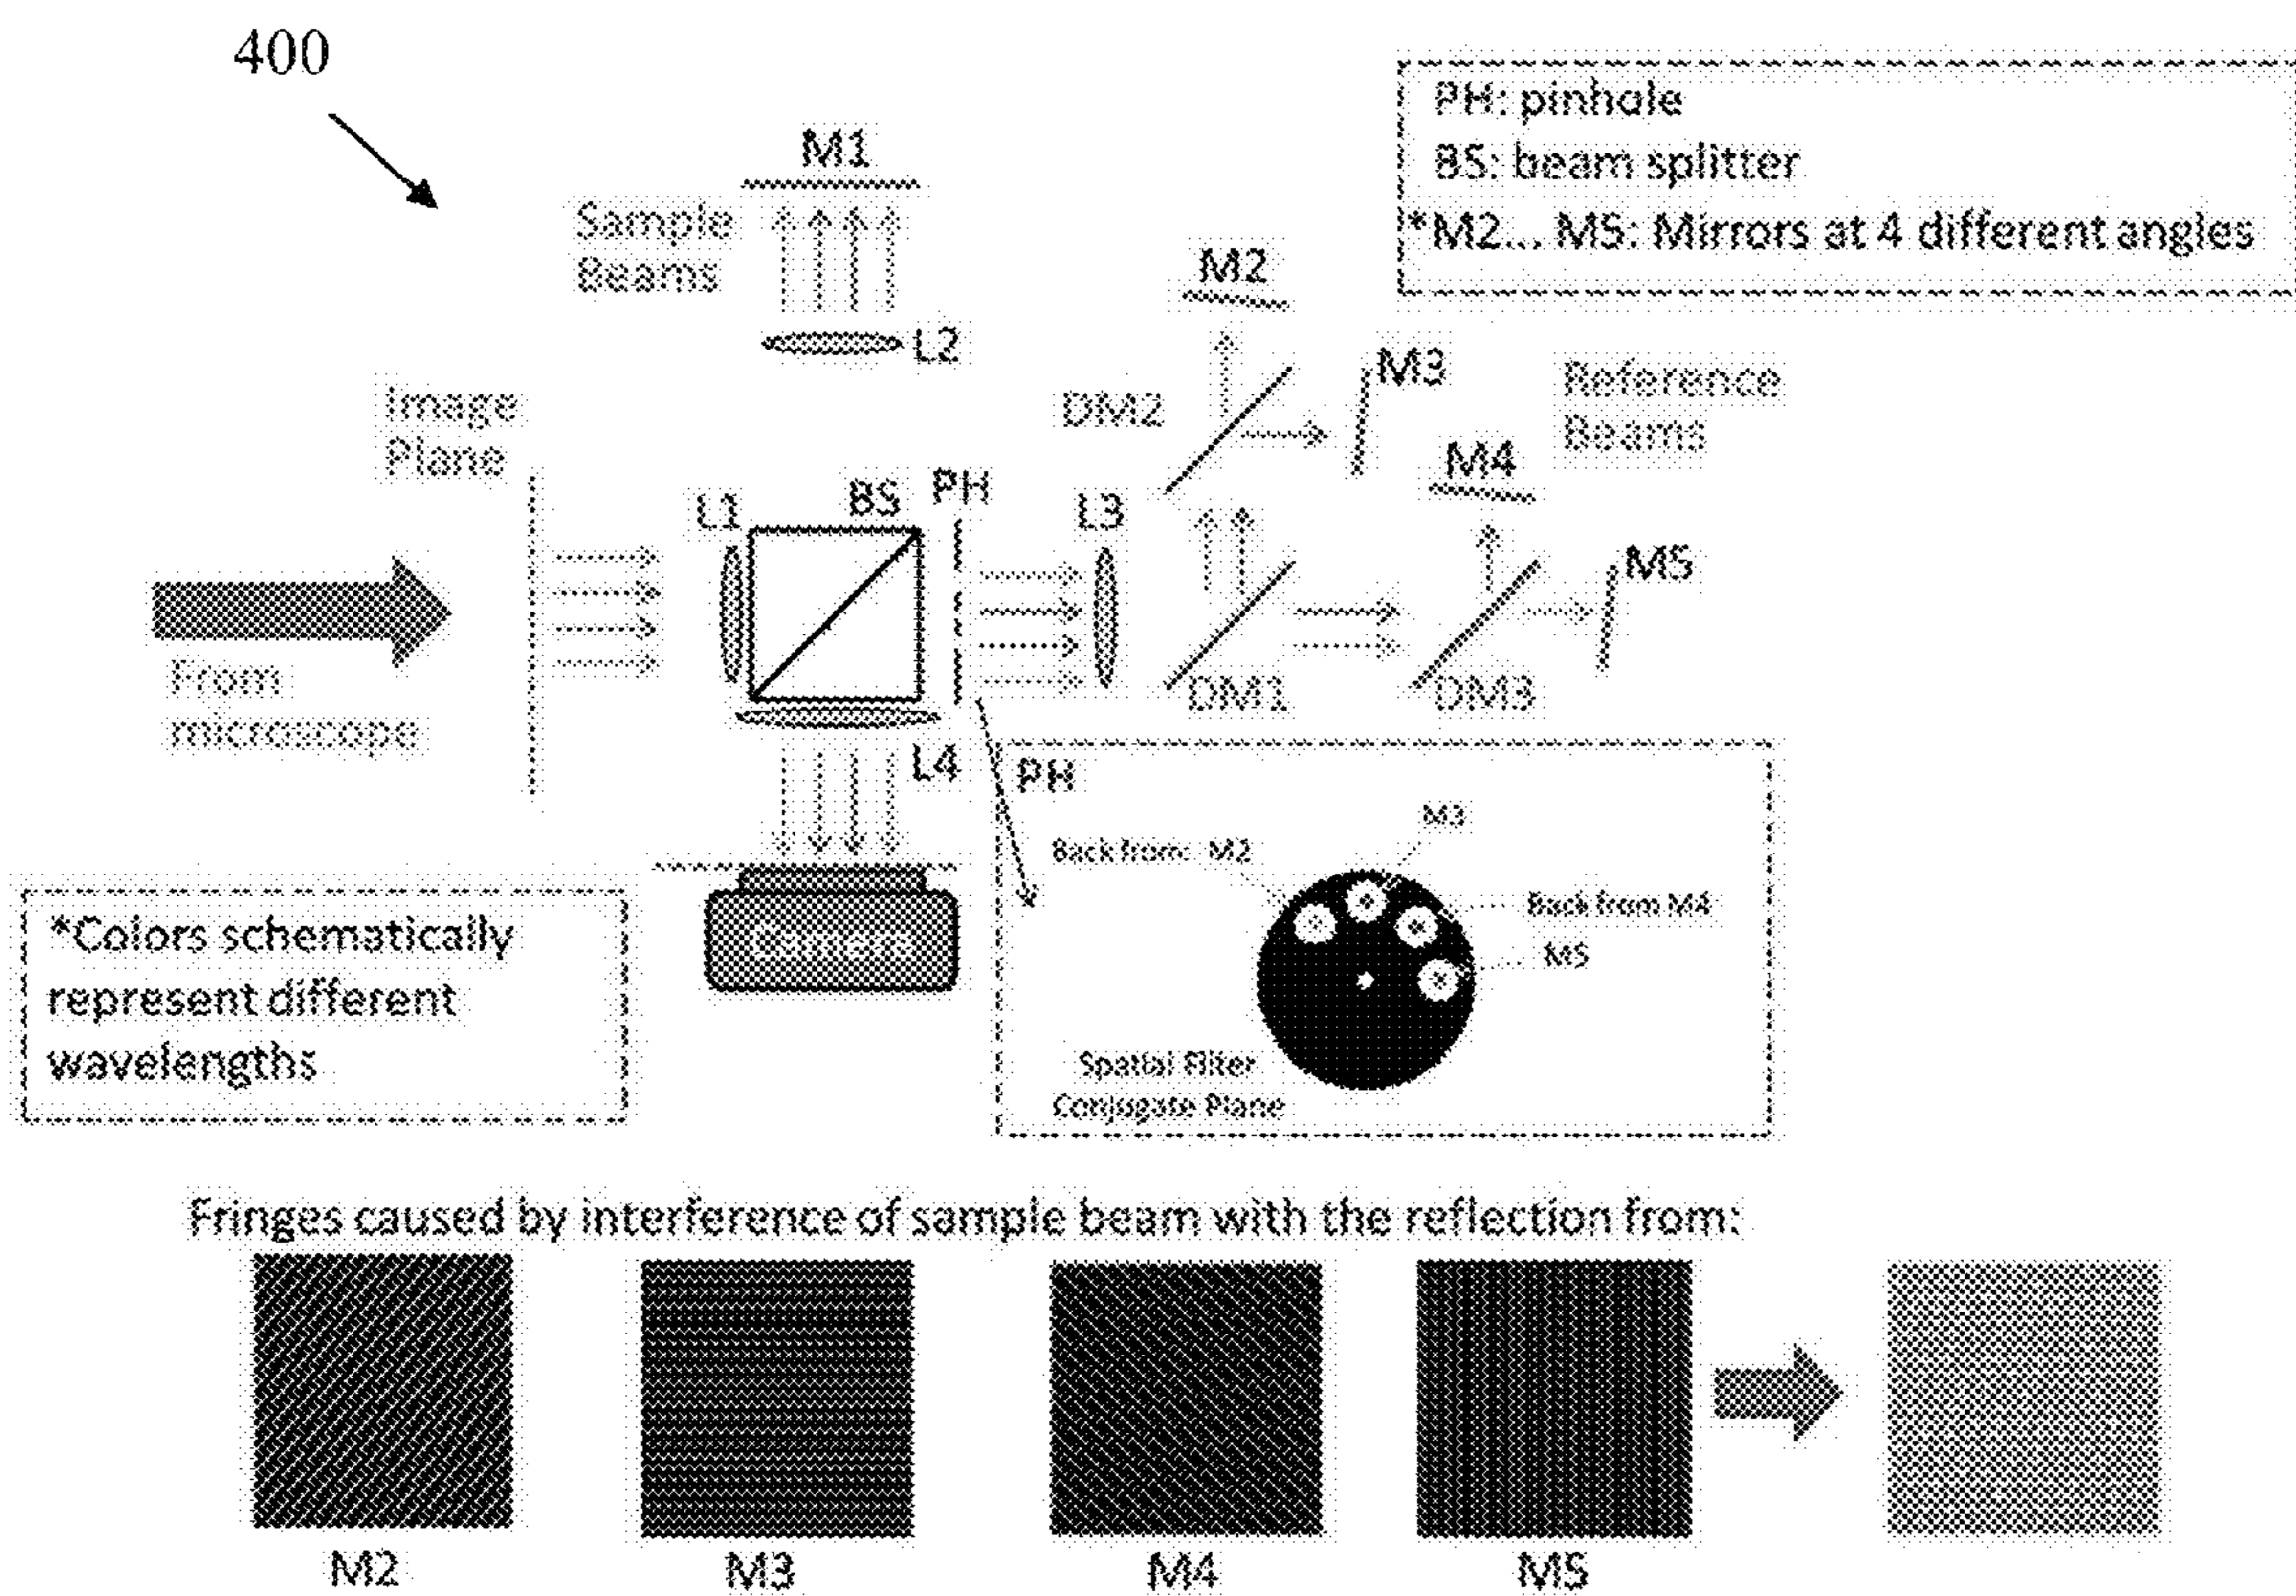 400
PH: pinhole
BS: beam splitter
*M2... M5: Mirrors at 4 different angles
M1
Sample
Beams
L2
M2
M3
DM2
Reference
Beams
Image
Plane
M4
L1
BS
PH
L3
M5
From
microscope
DM1
DM3
L4
PH
M3
Back from: M2
Back from M4
M5
Camera
*Colors schematically
represent different
wavelengths
Spatial Filter
Conjugate Plane
Fringes caused by interference of sample beam with the reflection from:
M2
M3
M4
M5